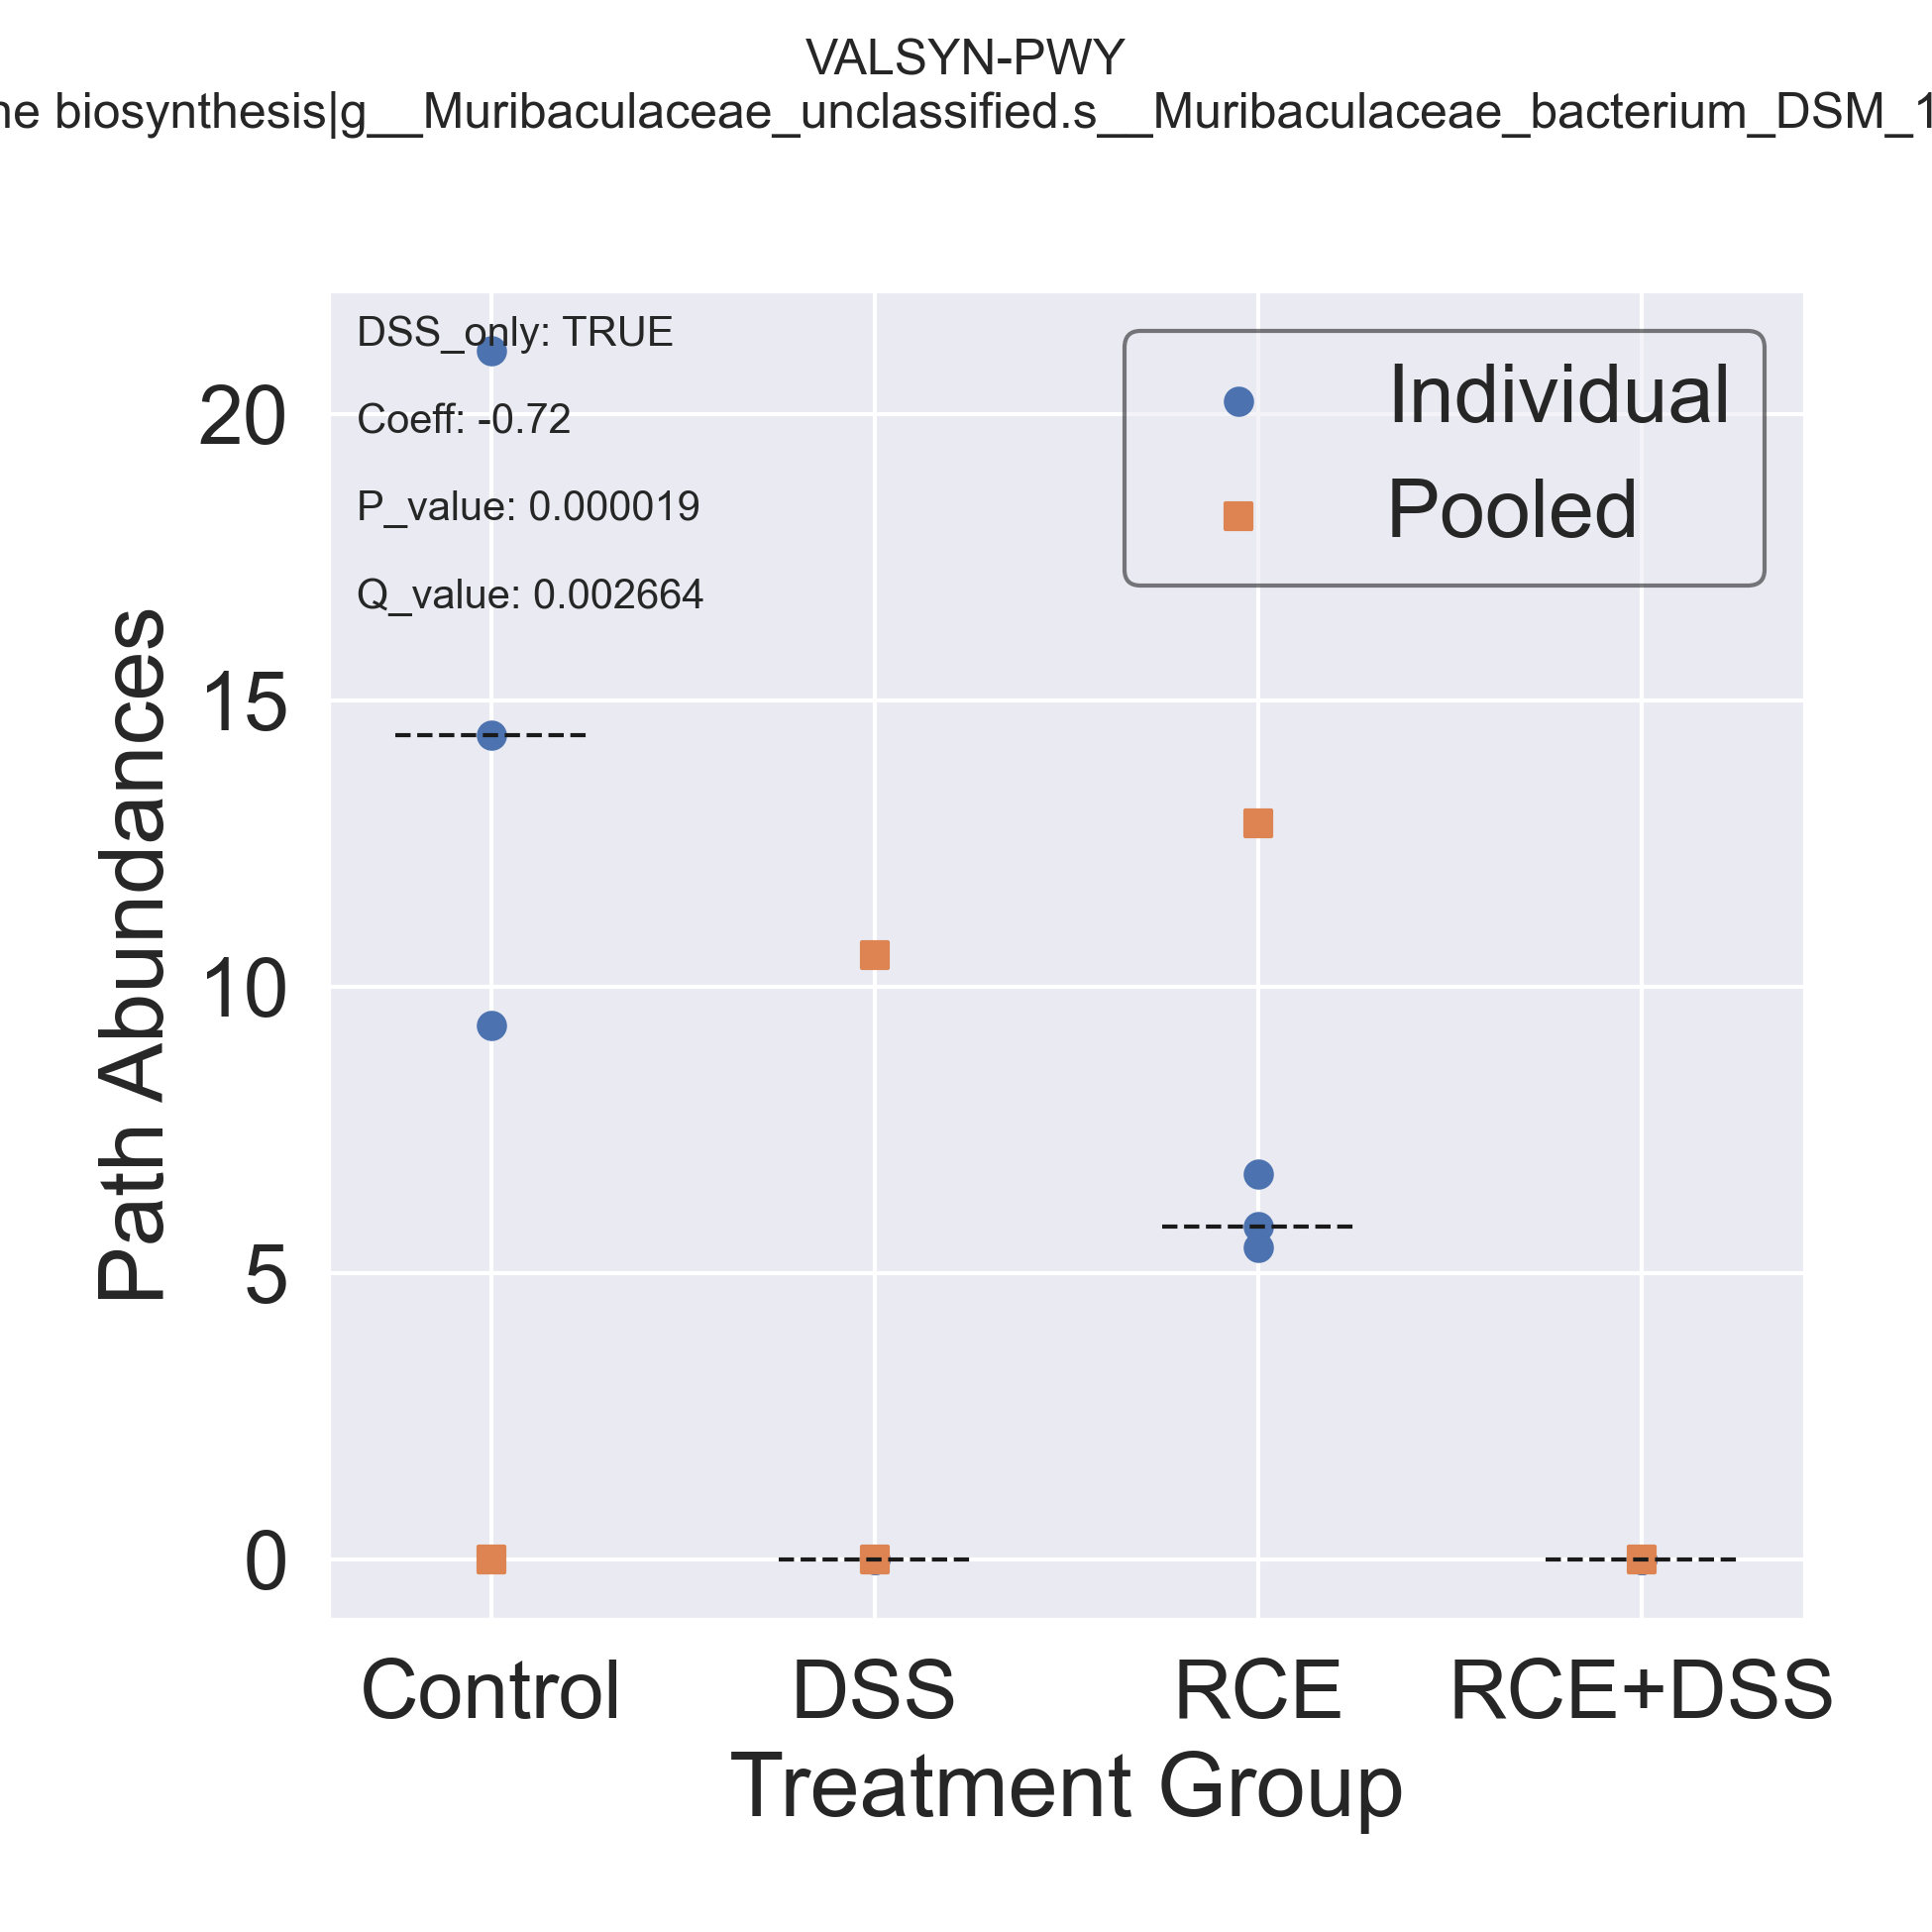 VALSYN-PWY
ne biosynthesis|g__Muribaculaceae_unclassified.s__Muribaculaceae_bacterium_DSM_1
DSS_only: TRUE
Coeff: -0.72
P_value: 0.000019
Q_value: 0.002664
Individual
Pooled
Path Abundances
20
15
10
5
0
Control DSS RCE RCE+DSS
Treatment Group